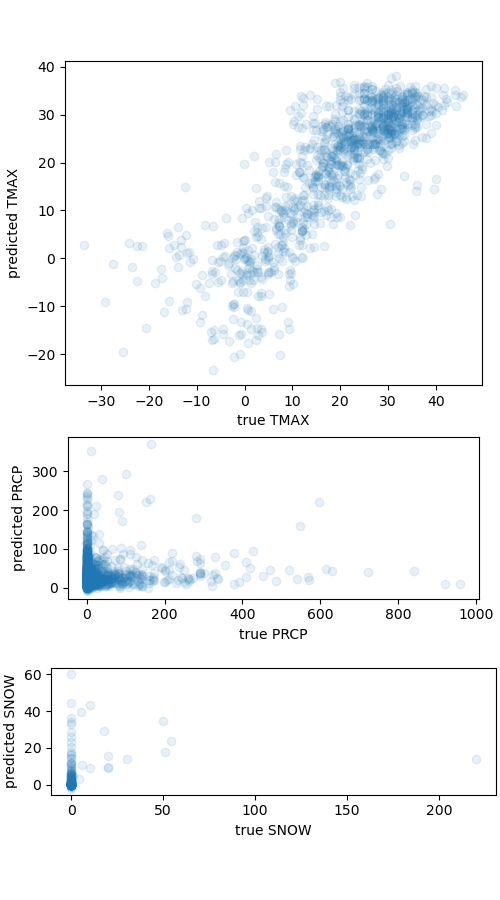 40
30
20
10
0
−10
−20
predicted TMAX
−30 −20 −10 0 10 20 30 40
true TMAX
300
200
100
0
predicted PRCP
0 200 400 600 800 1000
true PRCP
60
40
20
0
predicted SNOW
0 50 100 150 200
true SNOW